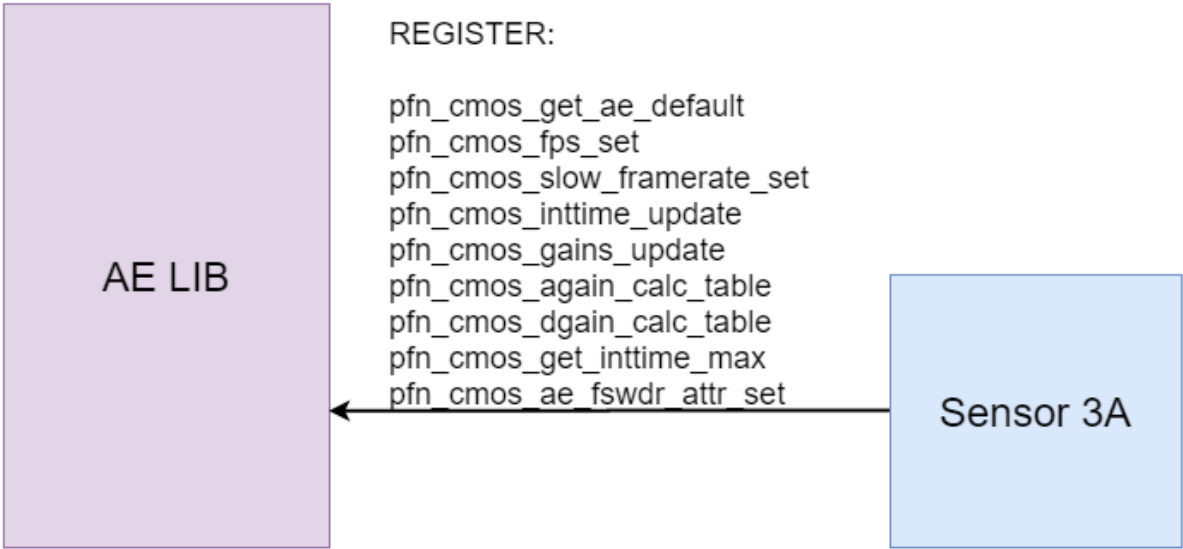 REGISTER:
pfn_cmos_get_ae_default
pfn_cmos_fps_set
pfn_cmos_slow_framerate_set
pfn_cmos_inttime_update
pfn_cmos_gains_update
pfn_cmos_again_calc_table
pfn_cmos_dgain_calc_table
pfn_cmos_get_inttime_max
pfn_cmos_ae_fswdr_attr_set
AE LIB
Sensor 3A